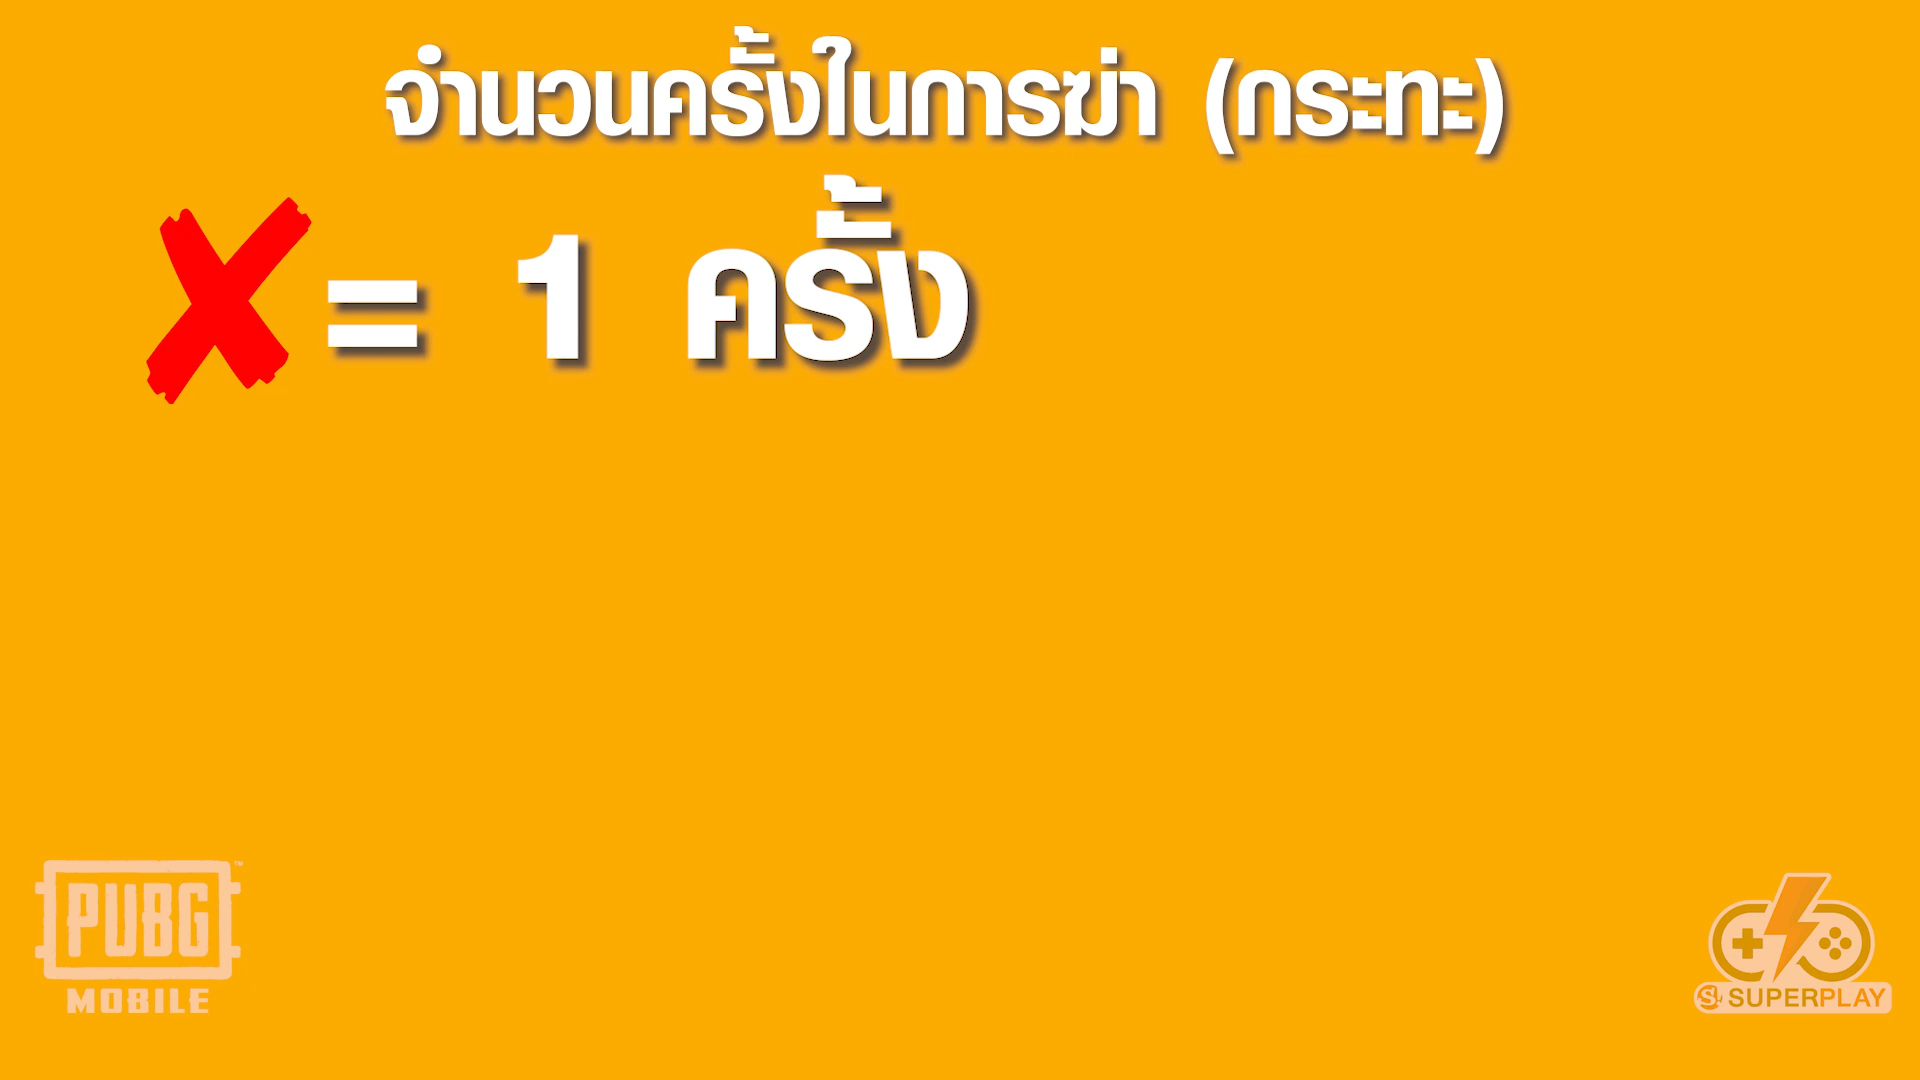 จำนวนครั้งในการฆ่า (กระทะ)
= 1 ครั้ง
PUBG
MOBILE
SUPERPLAY